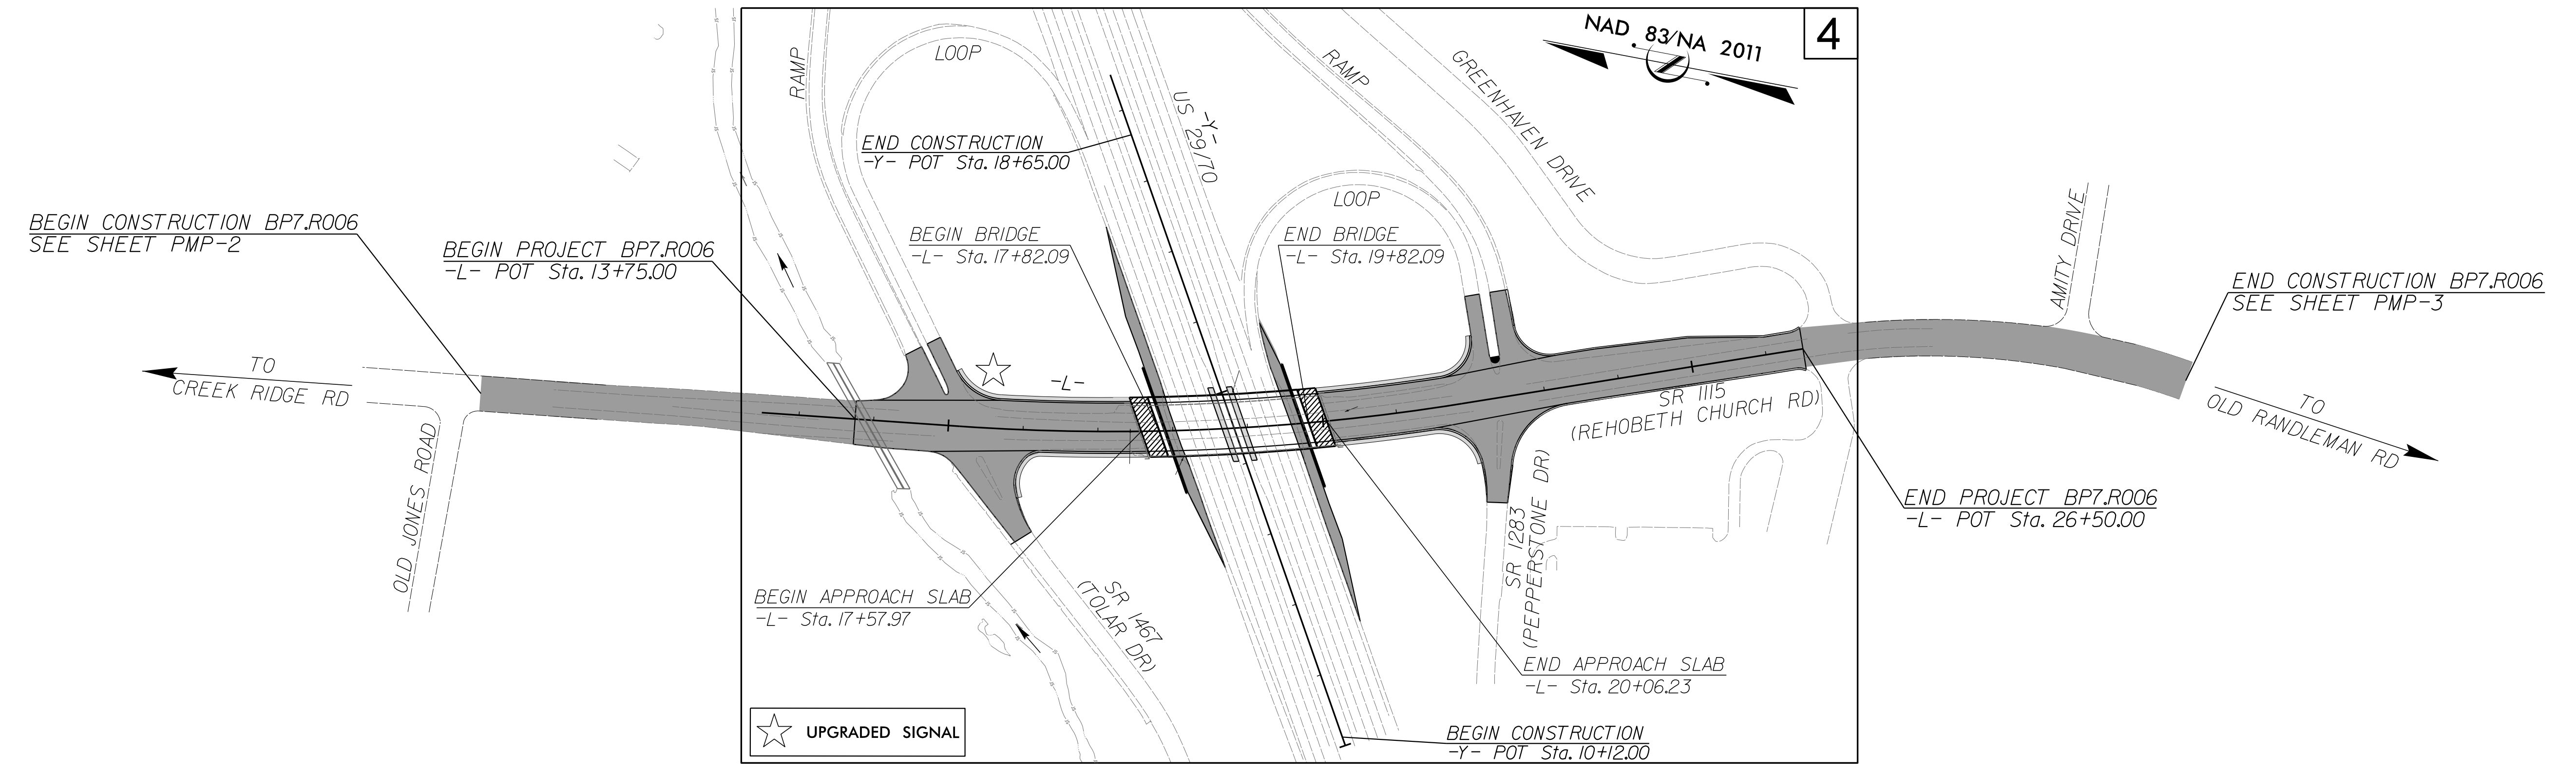 4
NAD 83/NA 2011
RAMP
LOOP
RAMP
GREENHAVEN DRIVE
-Y-
US 29/70
END CONSTRUCTION
-Y- POT Sta. 18+65.00
LOOP
AMITY DRIVE
BEGIN CONSTRUCTION BP7.R006
SEE SHEET PMP-2
BEGIN PROJECT BP7.R006
-L- POT Sta. 13+75.00
BEGIN BRIDGE
-L- Sta. 17+82.09
END BRIDGE
-L- Sta. 19+82.09
END CONSTRUCTION BP7.R006
SEE SHEET PMP-3
TO
CREEK RIDGE RD
-L-
SR 1115
(REHOBETH CHURCH RD)
TO
OLD RANDLEMAN RD
OLD JONES ROAD
END PROJECT BP7.R006
-L- POT Sta. 26+50.00
SR 1283
(PEPPERSTONE DR)
BEGIN APPROACH SLAB
-L- Sta. 17+57.97
SR 1467
(TOLAR DR)
END APPROACH SLAB
-L- Sta. 20+06.23
UPGRADED SIGNAL
BEGIN CONSTRUCTION
-Y- POT Sta. 10+12.00